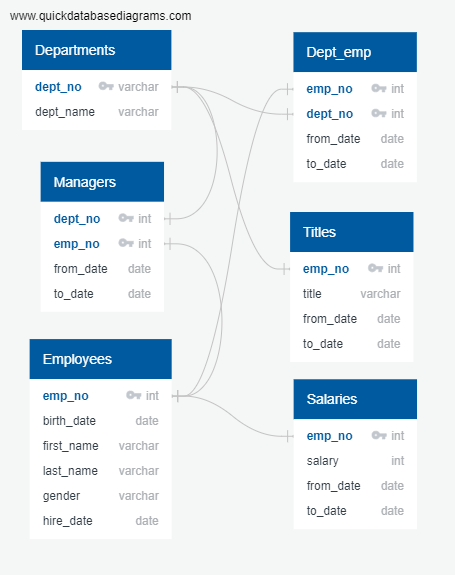 www.quickdatabasediagrams.com
Departments
dept_no varchar
dept_name varchar
Dept_emp
emp_no int
dept_no int
from_date date
to_date date
Managers
dept_no int
emp_no int
from_date date
to_date date
Titles
emp_no int
title varchar
from_date date
to_date date
Employees
emp_no int
birth_date date
first_name varchar
last_name varchar
gender varchar
hire_date date
Salaries
emp_no int
salary int
from_date date
to_date date